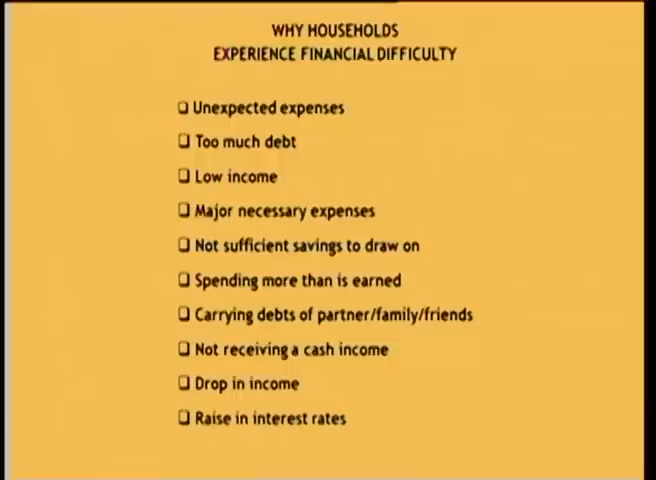 WHY HOUSEHOLDS
EXPERIENCE FINANCIAL DIFFICULTY
❑ Unexpected expenses
❑ Too much debt
❑ Low income
❑ Major necessary expenses
❑ Not sufficient savings to draw on
❑ Spending more than is earned
❑ Carrying debts of partner/family/friends
❑ Not receiving a cash income
❑ Drop in income
❑ Raise in interest rates